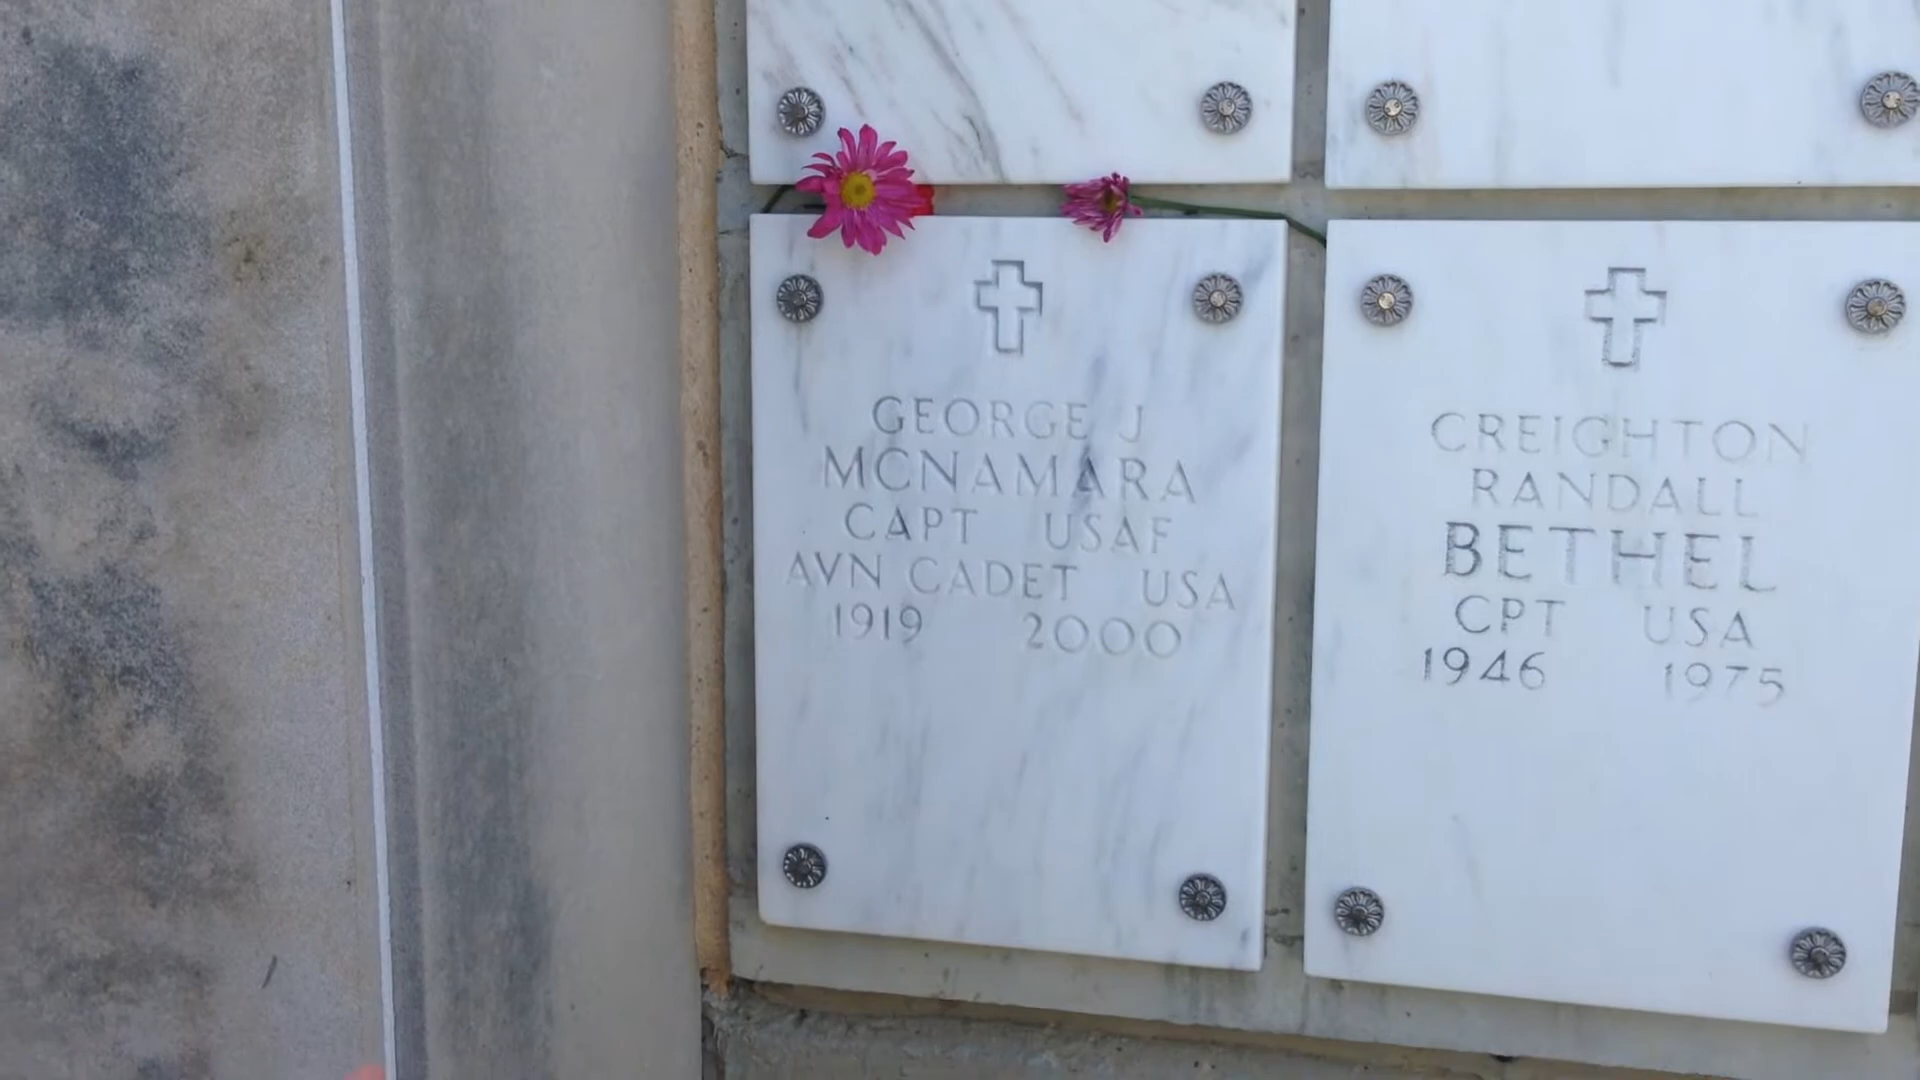 GEORGE J
MCNAMARA
CAPT USAF
AVN CADET USA
1919 2000
CREIGHTON
RANDALL
BETHEL
CPT USA
1946 1975